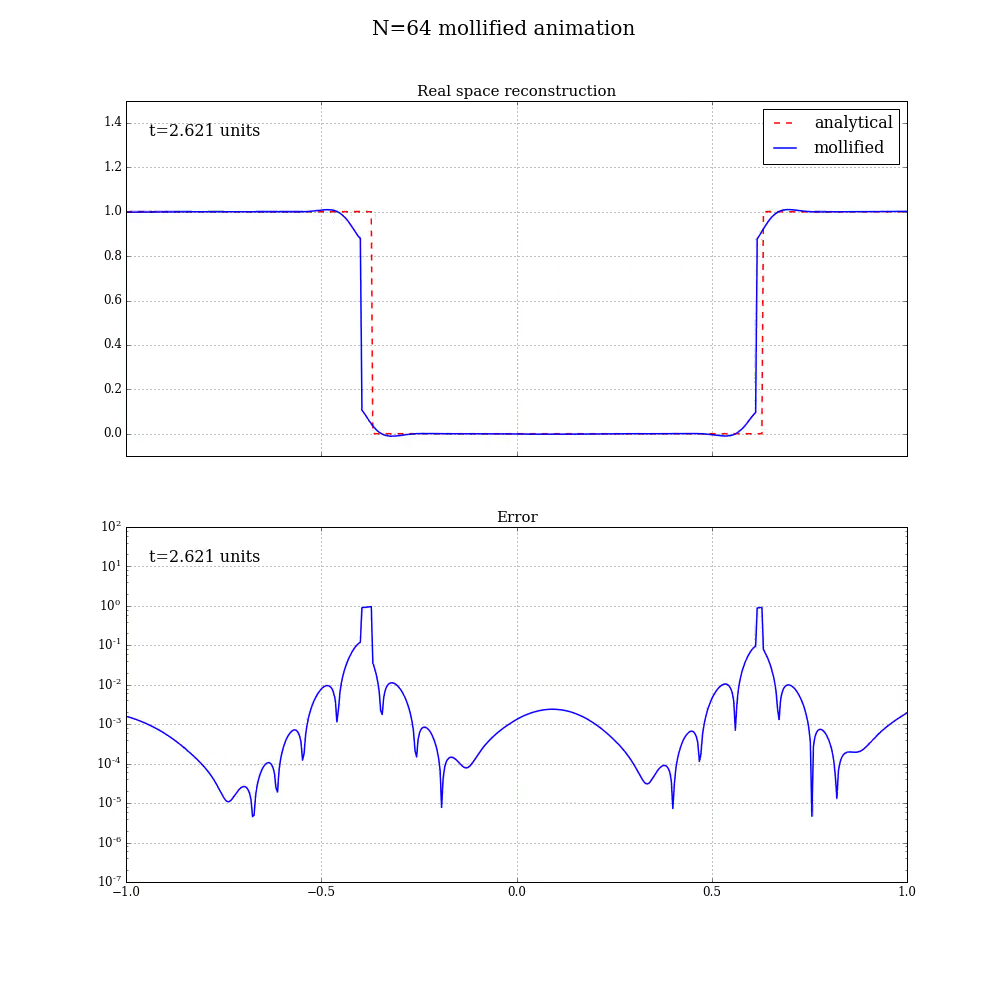 N=64 mollified animation
Real space reconstruction
t=2.621 units
analytical
mollified
1.4
1.2
1.0
0.8
0.6
0.4
0.2
0.0
Error
t=2.621 units
10²
10¹
10⁰
10⁻¹
10⁻²
10⁻³
10⁻⁴
10⁻⁵
10⁻⁶
10⁻⁷
−1.0 −0.5 0.0 0.5 1.0